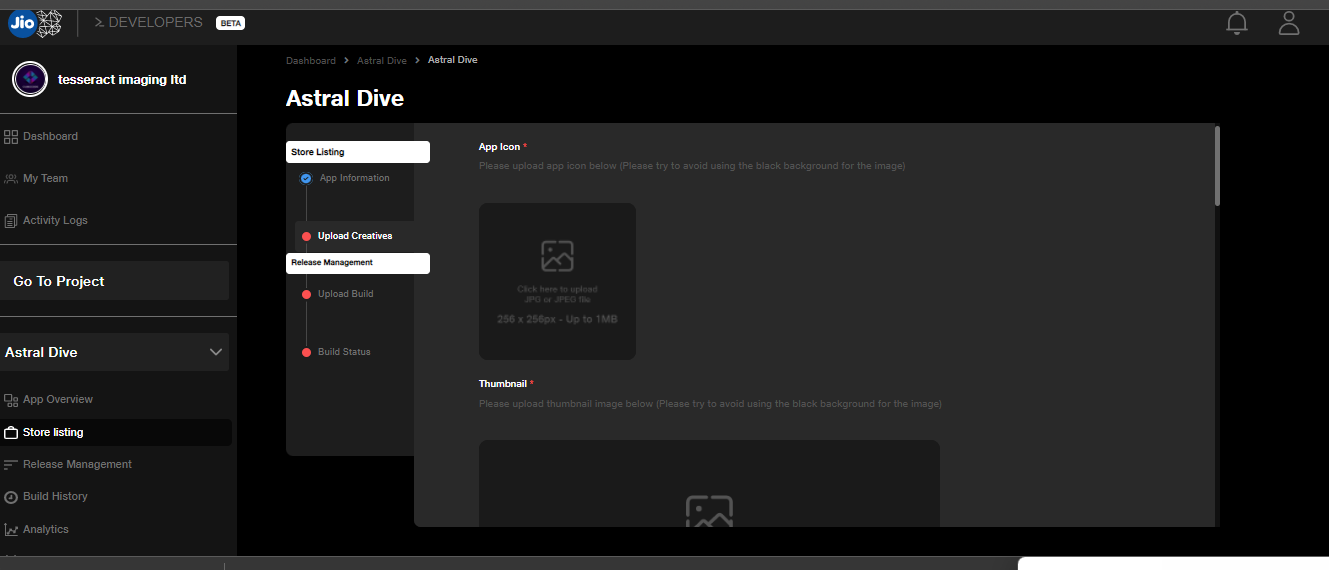 Jio
DEVELOPERS BETA
tesseract imaging ltd
Dashboard
My Team
Activity Logs
Go To Project
Astral Dive
App Overview
Store listing
Release Management
Build History
Analytics
Dashboard > Astral Dive > Astral Dive
Astral Dive
Store Listing
App Information
Upload Creatives
Release Management
Upload Build
Build Status
App Icon *
Please upload app icon below (Please try to avoid using the black background for the image)
Click here to upload
JPG or JPEG file
256 x 256px - Up to 1MB
Thumbnail *
Please upload thumbnail image below (Please try to avoid using the black background for the image)